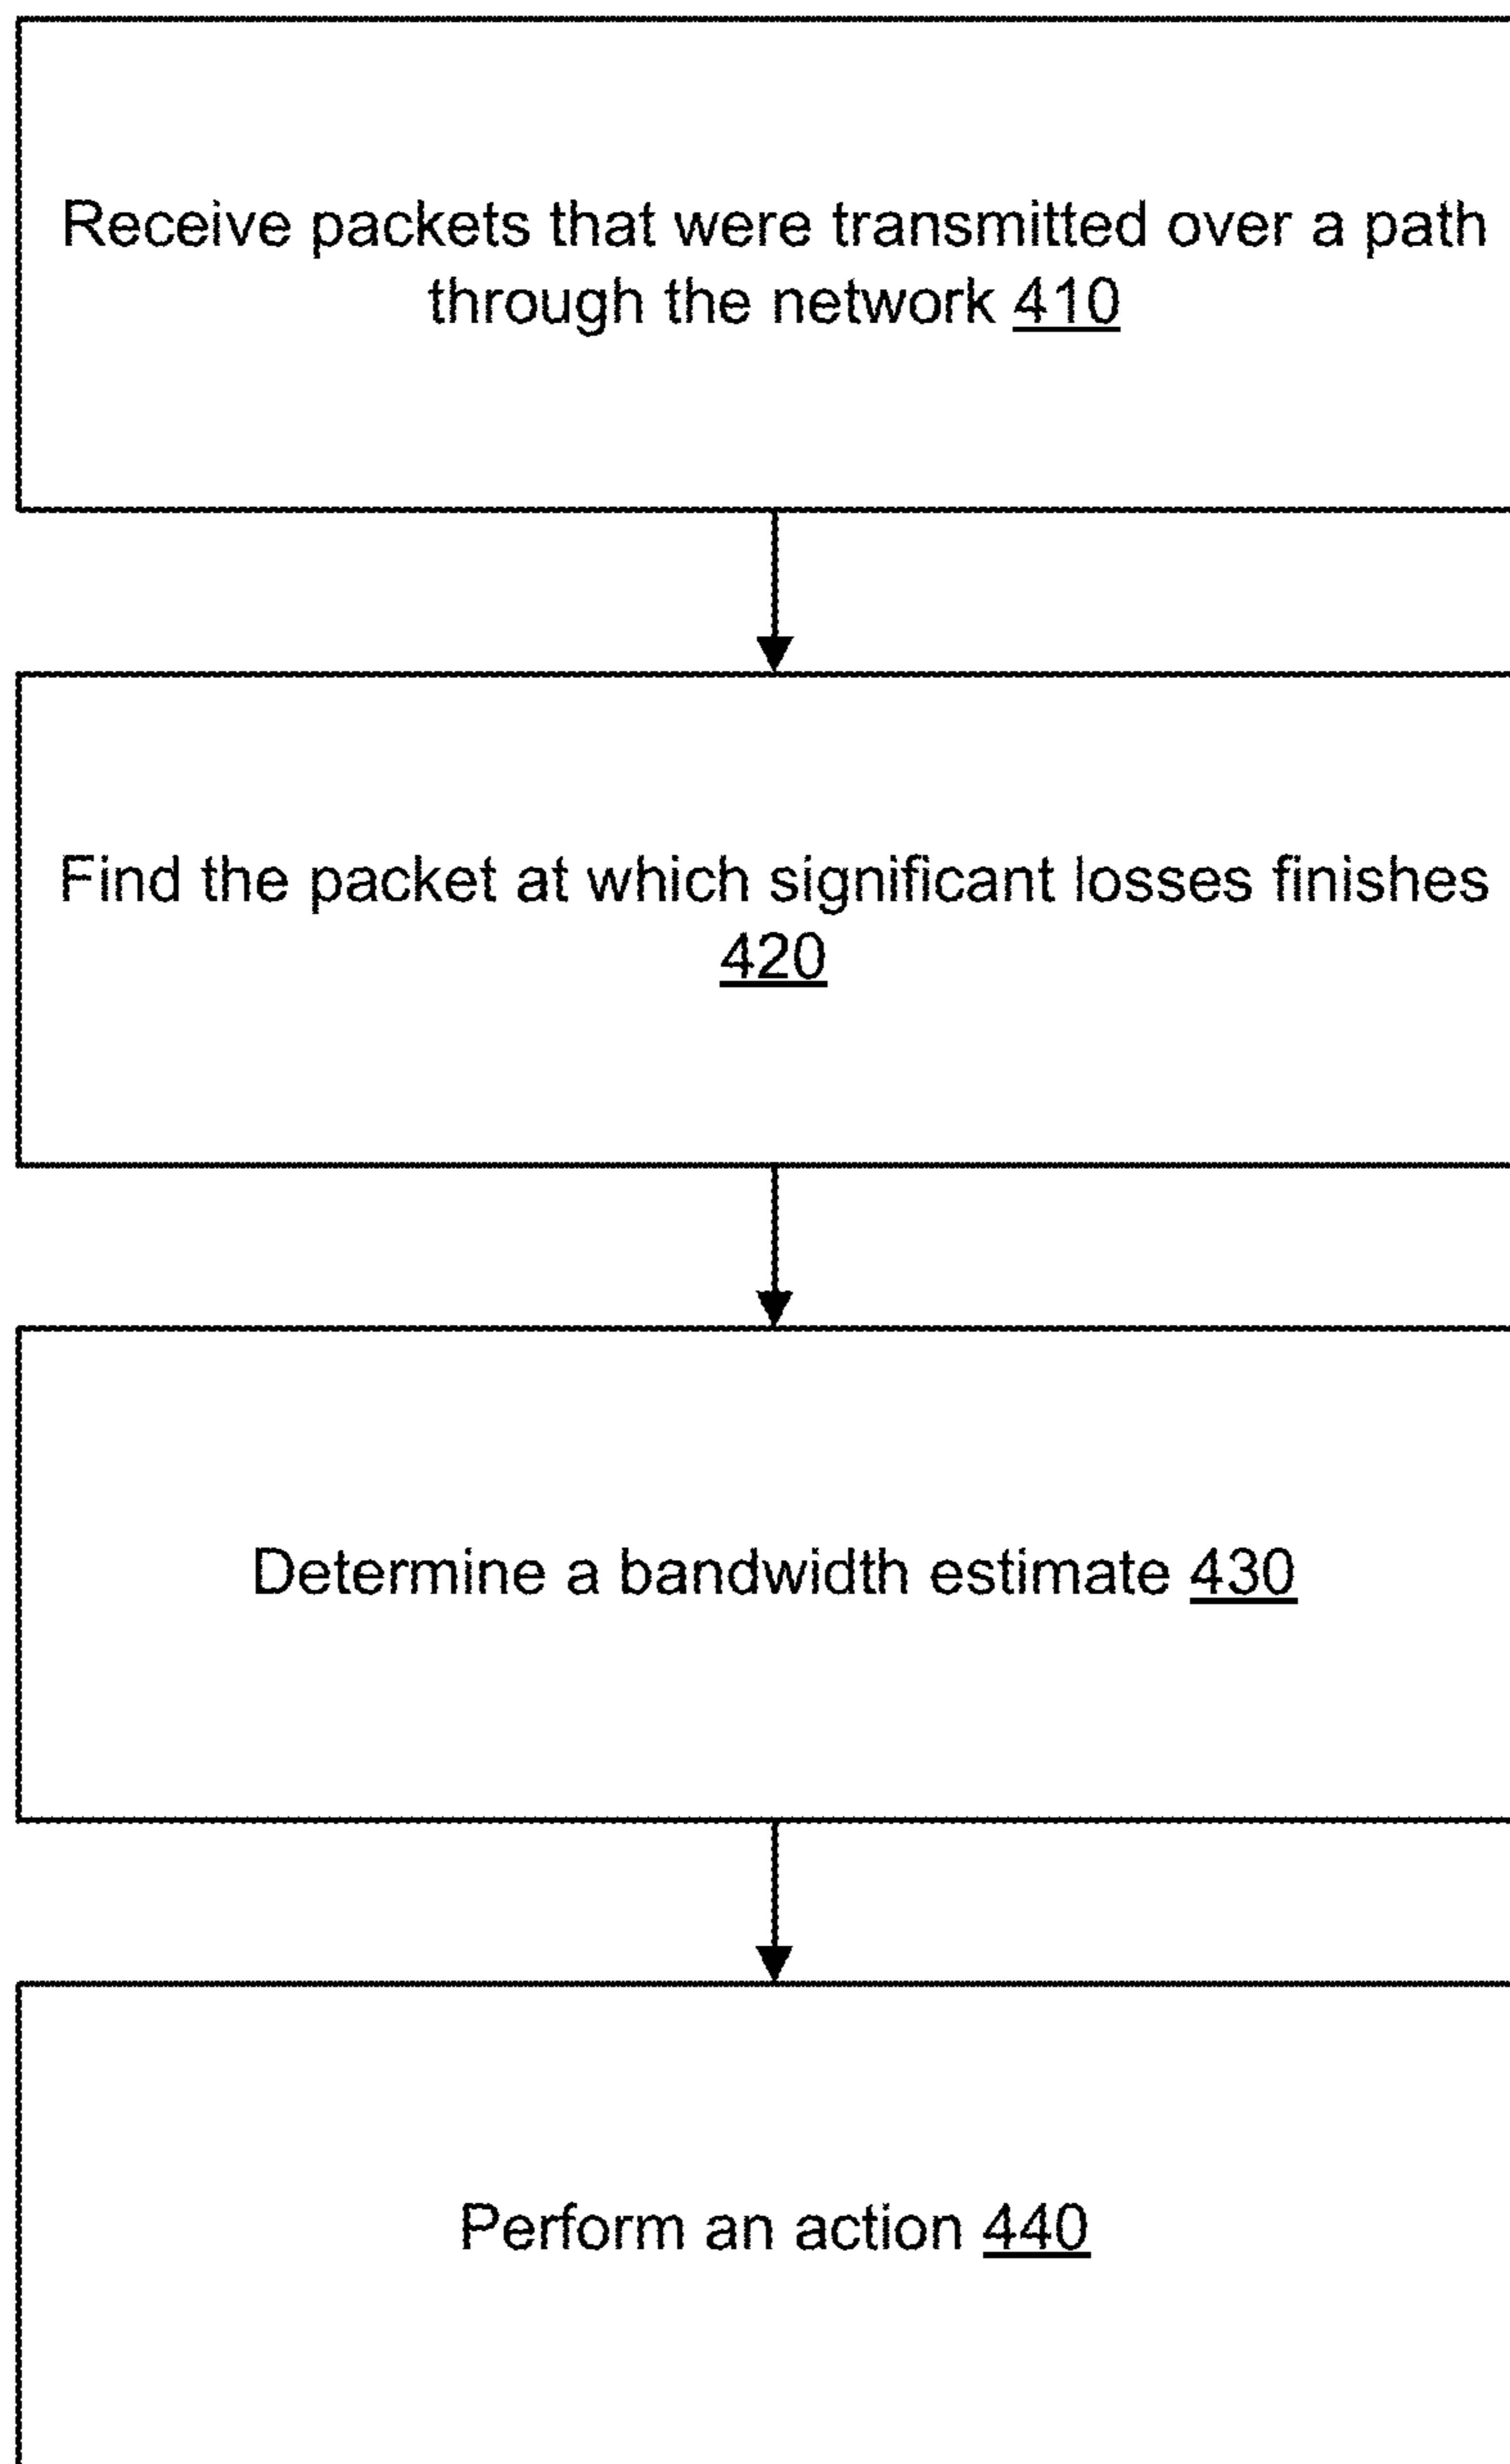 Receive packets that were transmitted over a path
through the network 410
Find the packet at which significant losses finishes
420
Determine a bandwidth estimate 430
Perform an action 440